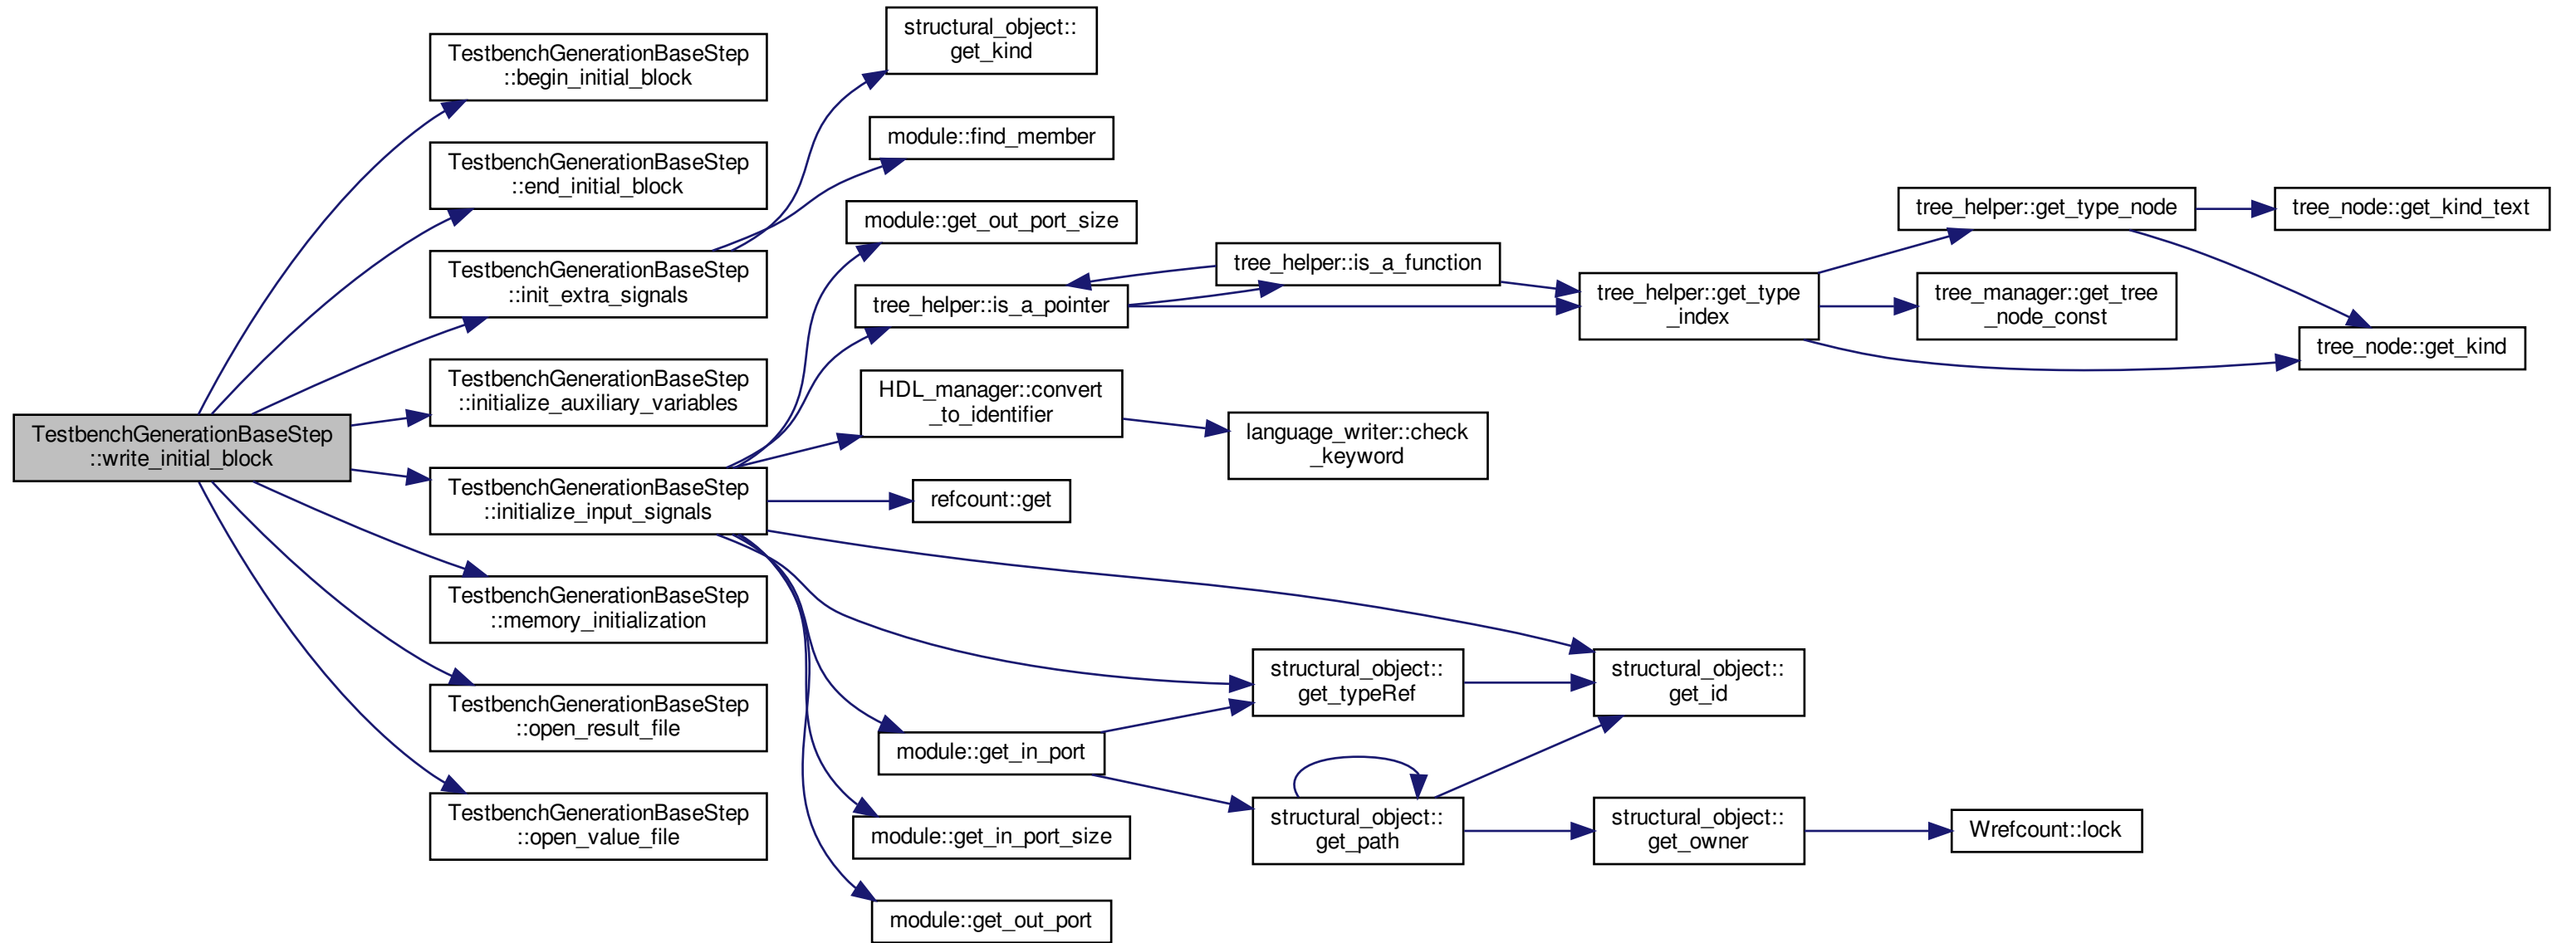 TestbenchGenerationBaseStep
::write_initial_block
TestbenchGenerationBaseStep
::begin_initial_block
TestbenchGenerationBaseStep
::end_initial_block
TestbenchGenerationBaseStep
::init_extra_signals
TestbenchGenerationBaseStep
::initialize_auxiliary_variables
TestbenchGenerationBaseStep
::initialize_input_signals
TestbenchGenerationBaseStep
::memory_initialization
TestbenchGenerationBaseStep
::open_result_file
TestbenchGenerationBaseStep
::open_value_file
structural_object::
get_kind
module::find_member
module::get_out_port_size
tree_helper::is_a_pointer
HDL_manager::convert
_to_identifier
refcount::get
module::get_in_port
module::get_in_port_size
module::get_out_port
tree_helper::is_a_function
language_writer::check
_keyword
structural_object::
get_typeRef
structural_object::
get_path
tree_helper::get_type
_index
structural_object::
get_id
structural_object::
get_owner
tree_helper::get_type_node
tree_manager::get_tree
_node_const
Wrefcount::lock
tree_node::get_kind_text
tree_node::get_kind